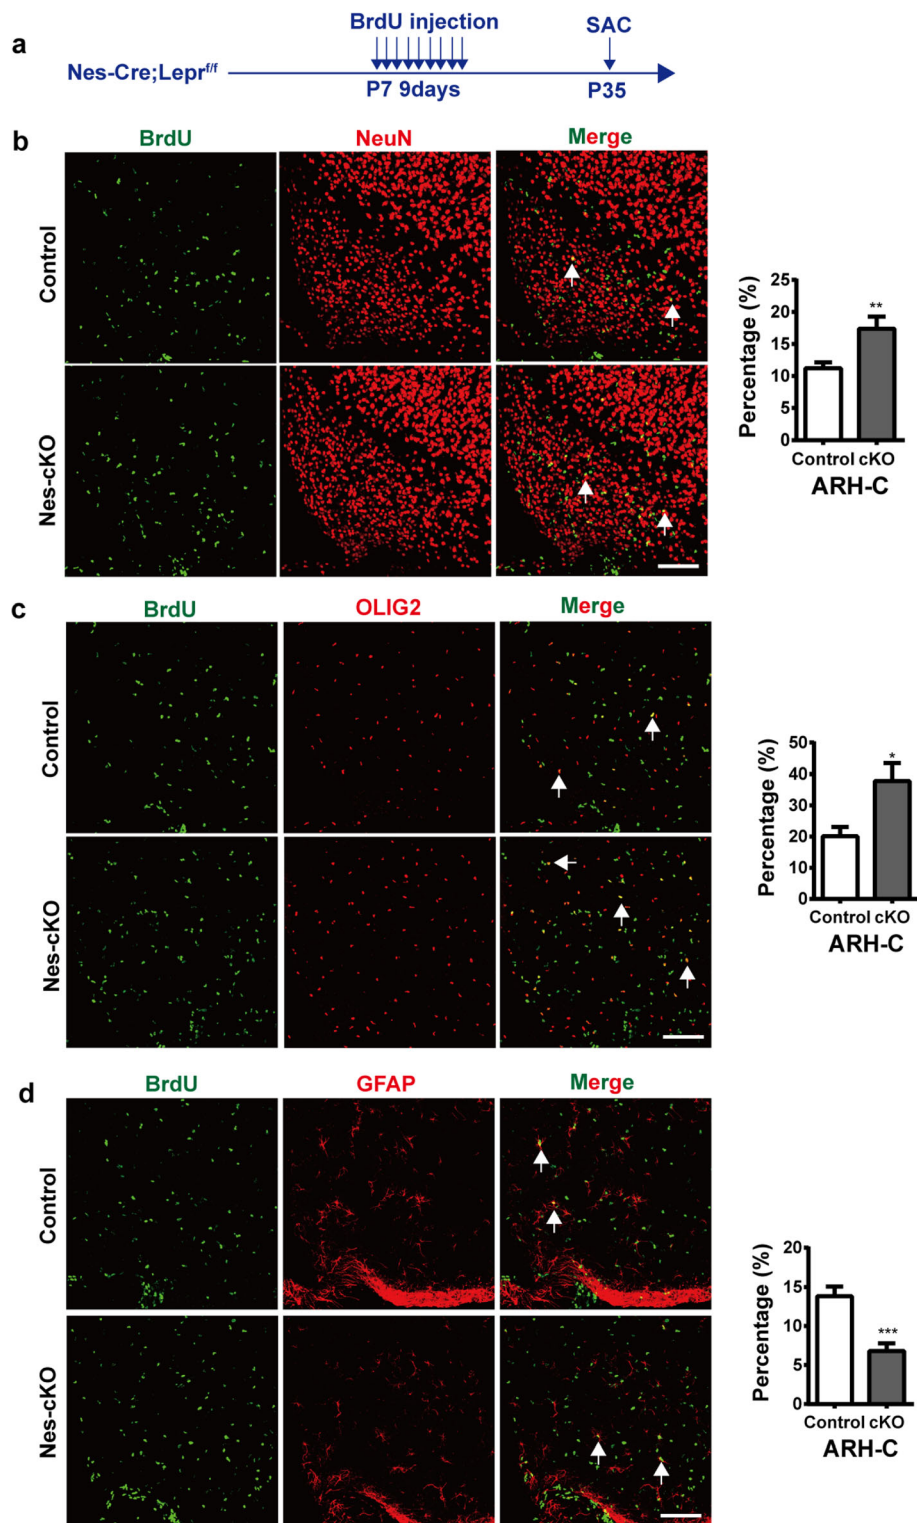 a
BrdU injection
SAC
Nes-Cre;Lepr^f/f
P7 9days
P35
b
BrdU
NeuN
Merge
Control
Nes-cKO
Percentage (%)
25
20
15
10
5
0
**
Control cKO
ARH-C
c
BrdU
OLIG2
Merge
Control
Nes-cKO
Percentage (%)
50
40
30
20
10
0
*
Control cKO
ARH-C
d
BrdU
GFAP
Merge
Control
Nes-cKO
Percentage (%)
20
15
10
5
0
***
Control cKO
ARH-C